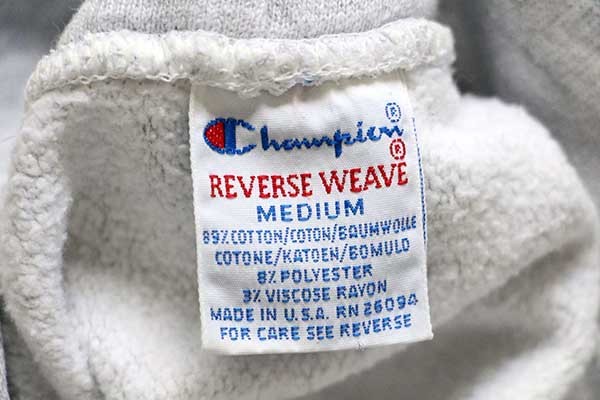 Champion®
REVERSE WEAVE®
MEDIUM
89% COTTON/COTON/BAUMWOLLE
COTONE/KATOEN/BOMULD
8% POLYESTER
3% VISCOSE RAYON
MADE IN U.S.A. RN 26094
FOR CARE SEE REVERSE